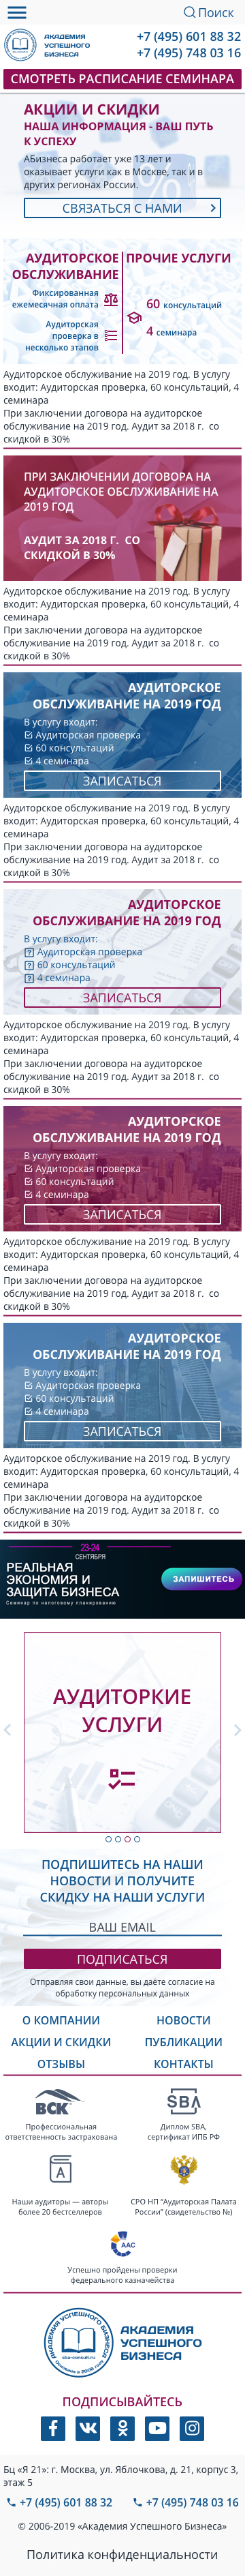 Поиск
АКАДЕМИЯ
УСПЕШНОГО
БИЗНЕСА
+7 (495) 601 88 32
+7 (495) 748 03 16
СМОТРЕТЬ РАСПИСАНИЕ СЕМИНАРА
АКЦИИ И СКИДКИ
НАША ИНФОРМАЦИЯ - ВАШ ПУТЬ
К УСПЕХУ
АБизнеса работает уже 13 лет и
оказывает услуги как в Москве, так и в
других регионах России.
СВЯЗАТЬСЯ С НАМИ
АУДИТОРСКОЕ
ОБСЛУЖИВАНИЕ
Фиксированная
ежемесячная оплата
Аудиторская
проверка в
несколько этапов
ПРОЧИЕ УСЛУГИ
60 консультаций
4 семинара
Аудиторское обслуживание на 2019 год. В услугу
входит: Аудиторская проверка, 60 консультаций, 4
семинара
При заключении договора на аудиторское
обслуживание на 2019 год. Аудит за 2018 г. со
скидкой в 30%
ПРИ ЗАКЛЮЧЕНИИ ДОГОВОРА НА
АУДИТОРСКОЕ ОБСЛУЖИВАНИЕ НА
2019 ГОД
АУДИТ ЗА 2018 Г. СО
СКИДКОЙ В 30%
Аудиторское обслуживание на 2019 год. В услугу
входит: Аудиторская проверка, 60 консультаций, 4
семинара
При заключении договора на аудиторское
обслуживание на 2019 год. Аудит за 2018 г. со
скидкой в 30%
АУДИТОРСКОЕ
ОБСЛУЖИВАНИЕ НА 2019 ГОД
В услугу входит:
Аудиторская проверка
60 консультаций
4 семинара
ЗАПИСАТЬСЯ
Аудиторское обслуживание на 2019 год. В услугу
входит: Аудиторская проверка, 60 консультаций, 4
семинара
При заключении договора на аудиторское
обслуживание на 2019 год. Аудит за 2018 г. со
скидкой в 30%
АУДИТОРСКОЕ
ОБСЛУЖИВАНИЕ НА 2019 ГОД
В услугу входит:
Аудиторская проверка
60 консультаций
4 семинара
ЗАПИСАТЬСЯ
Аудиторское обслуживание на 2019 год. В услугу
входит: Аудиторская проверка, 60 консультаций, 4
семинара
При заключении договора на аудиторское
обслуживание на 2019 год. Аудит за 2018 г. со
скидкой в 30%
АУДИТОРСКОЕ
ОБСЛУЖИВАНИЕ НА 2019 ГОД
В услугу входит:
Аудиторская проверка
60 консультаций
4 семинара
ЗАПИСАТЬСЯ
Аудиторское обслуживание на 2019 год. В услугу
входит: Аудиторская проверка, 60 консультаций, 4
семинара
При заключении договора на аудиторское
обслуживание на 2019 год. Аудит за 2018 г. со
скидкой в 30%
АУДИТОРСКОЕ
ОБСЛУЖИВАНИЕ НА 2019 ГОД
В услугу входит:
Аудиторская проверка
60 консультаций
4 семинара
ЗАПИСАТЬСЯ
Аудиторское обслуживание на 2019 год. В услугу
входит: Аудиторская проверка, 60 консультаций, 4
семинара
При заключении договора на аудиторское
обслуживание на 2019 год. Аудит за 2018 г. со
скидкой в 30%
23-24
СЕНТЯБРЯ
РЕАЛЬНАЯ
ЭКОНОМИЯ И
ЗАЩИТА БИЗНЕСА
Семинар по налоговому планированию
ЗАПИШИТЕСЬ
АУДИТОРКИЕ
УСЛУГИ
ПОДПИШИТЕСЬ НА НАШИ
НОВОСТИ И ПОЛУЧИТЕ
СКИДКУ НА НАШИ УСЛУГИ
ВАШ EMAIL
ПОДПИСАТЬСЯ
Отправляя свои данные, вы даёте согласие на
обработку персональных данных
О КОМПАНИИ
НОВОСТИ
АКЦИИ И СКИДКИ
ПУБЛИКАЦИИ
ОТЗЫВЫ
КОНТАКТЫ
ВСК
Профессиональная
ответственность застрахована
SBA
Диплом SBA,
сертификат ИПБ РФ
Наши аудиторы — авторы
более 20 бестселлеров
СРО НП "Аудиторская Палата
России" (свидетельство №)
ААС
Успешно пройдены проверки
федерального казначейства
sba-consult.ru
Основано в 2006 году
АКАДЕМИЯ
УСПЕШНОГО
БИЗНЕСА
ПОДПИСЫВАЙТЕСЬ
Бц «Я 21»: г. Москва, ул. Яблочкова, д. 21, корпус 3,
этаж 5
+7 (495) 601 88 32
+7 (495) 748 03 16
© 2006-2019 «Академия Успешного Бизнеса»
Политика конфиденциальности